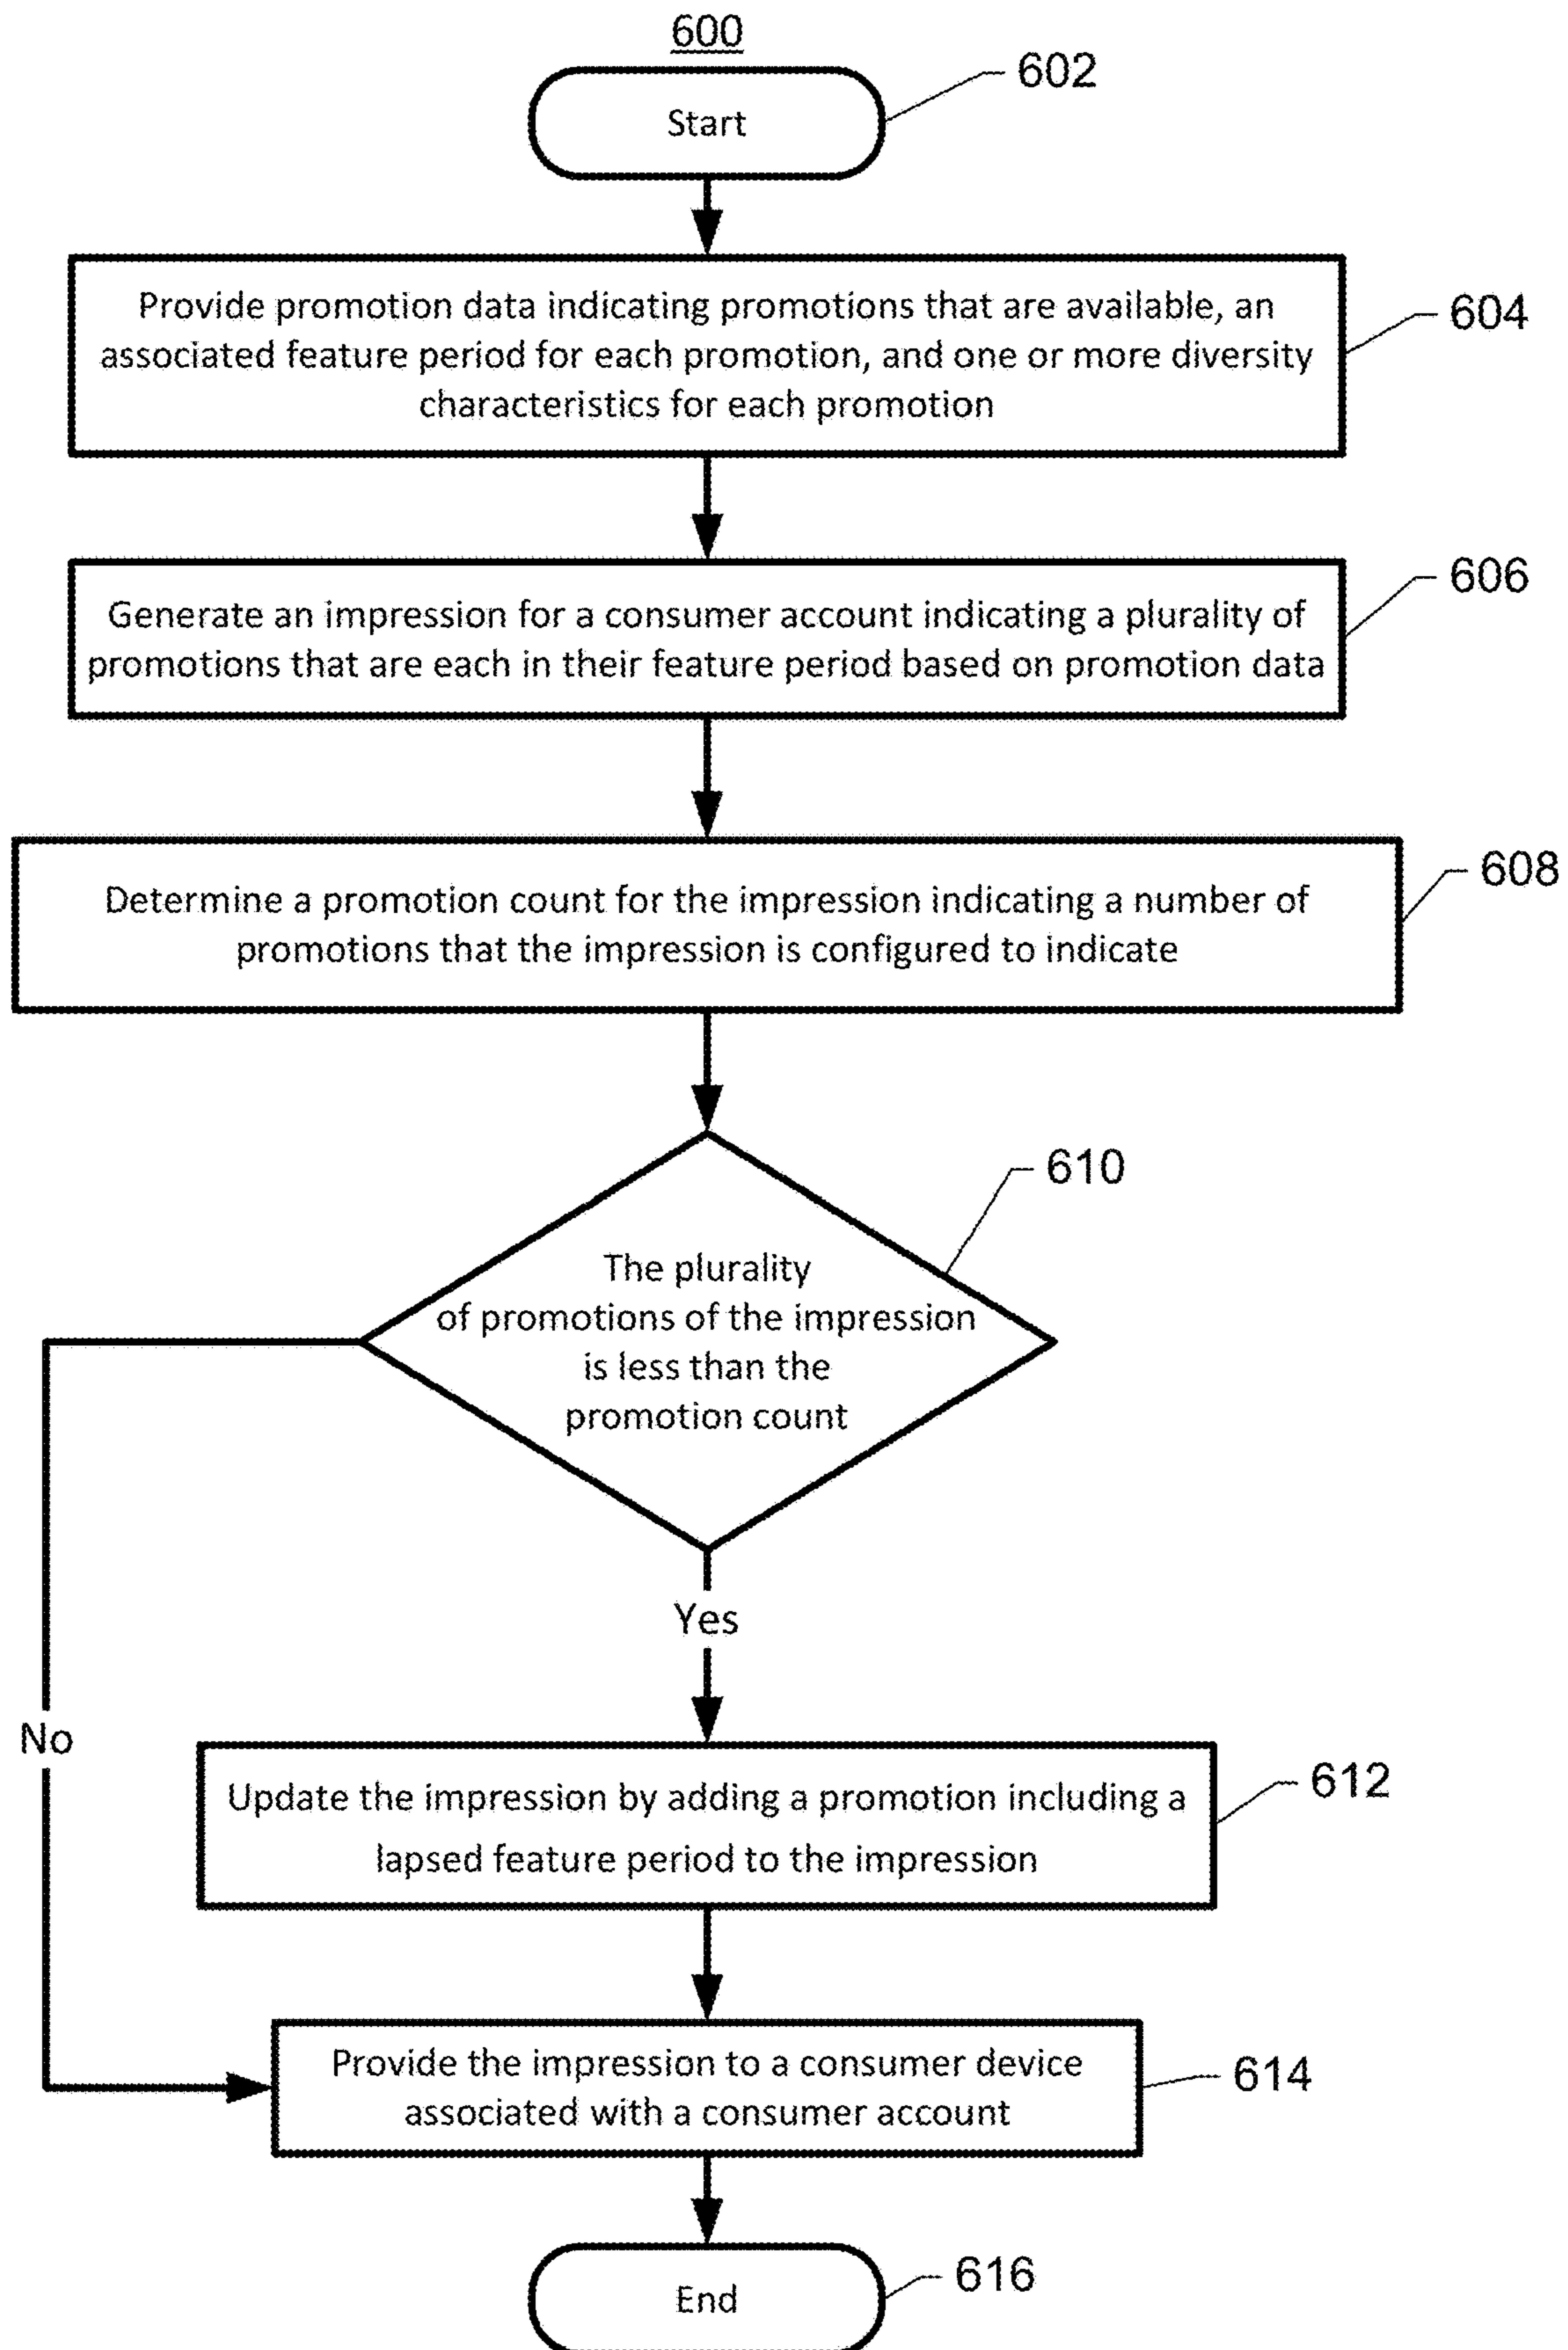 600
602
Start
604
Provide promotion data indicating promotions that are available, an
associated feature period for each promotion, and one or more diversity
characteristics for each promotion
606
Generate an impression for a consumer account indicating a plurality of
promotions that are each in their feature period based on promotion data
608
Determine a promotion count for the impression indicating a number of
promotions that the impression is configured to indicate
610
The plurality
of promotions of the impression
is less than the
promotion count
Yes
No
612
Update the impression by adding a promotion including a
lapsed feature period to the impression
614
Provide the impression to a consumer device
associated with a consumer account
616
End